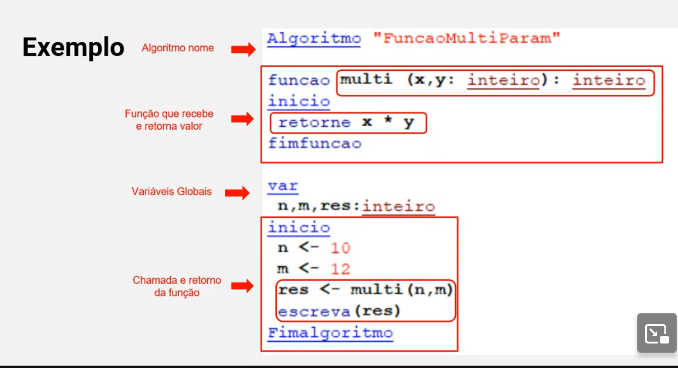 Exemplo
Algoritmo nome
Algoritmo "FuncaoMultiParam"
Função que recebe
e retorna valor
funcao multi (x,y: inteiro): inteiro
inicio
retorne x * y
fimfuncao
Variáveis Globais
var
n,m,res:inteiro
Chamada e retorno
da função
inicio
n <- 10
m <- 12
res <- multi(n,m)
escreva(res)
Fimalgoritmo